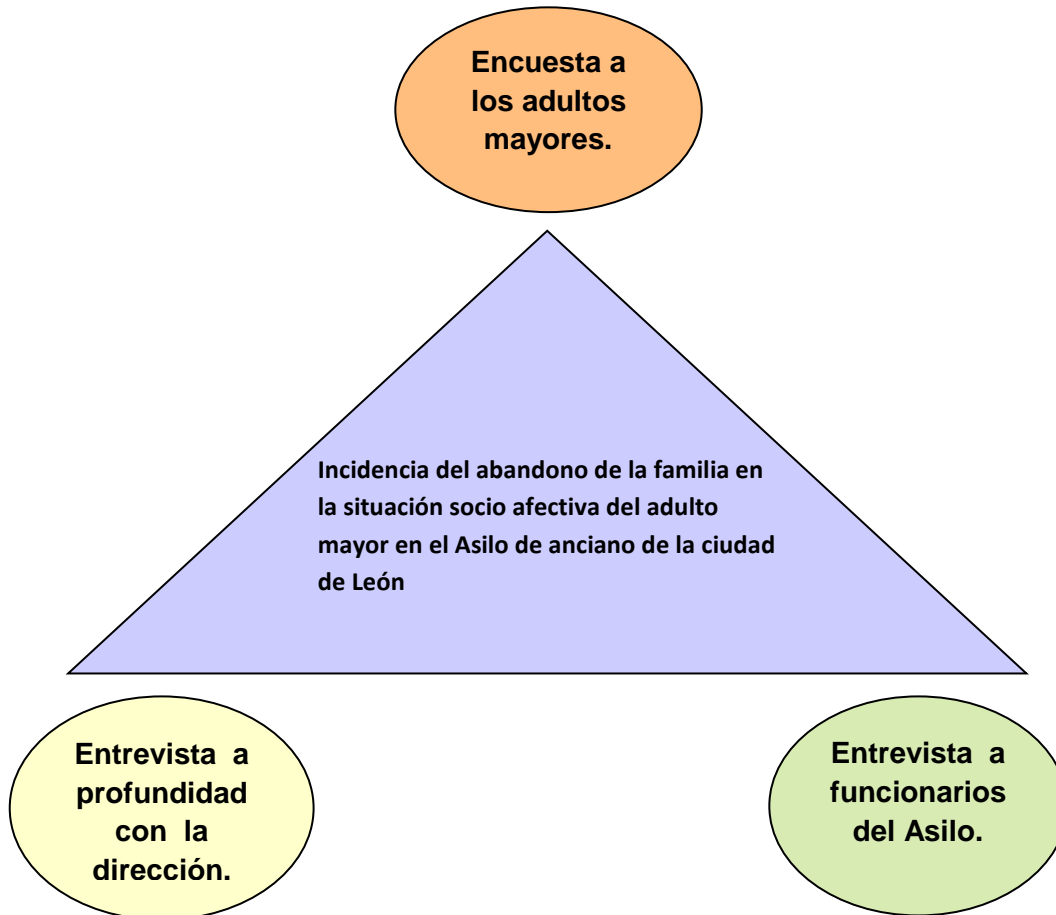 Encuesta a
los adultos
mayores.
Incidencia del abandono de la familia en
la situación socio afectiva del adulto
mayor en el Asilo de anciano de la ciudad
de León
Entrevista a
profundidad
con la
dirección.
Entrevista a
funcionarios
del Asilo.